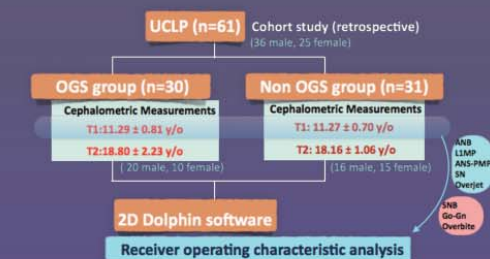 UCLP (n=61)
Cohort study (retrospective)
(36 male, 25 female)
OGS group (n=30)
Non OGS group (n=31)
Cephalometric Measurements
T1:11.29 ± 0.81 y/o
T2:18.80 ± 2.23 y/o
( 20 male, 10 female)
Cephalometric Measurements
T1: 11.27 ± 0.70 y/o
T2: 18.16 ± 1.06 y/o
(16 male, 15 female)
ANB
L1MP
ANS-PMP
SN
Overjet
SNB
Go-Gn
Overbite
2D Dolphin software
Receiver operating characteristic analysis